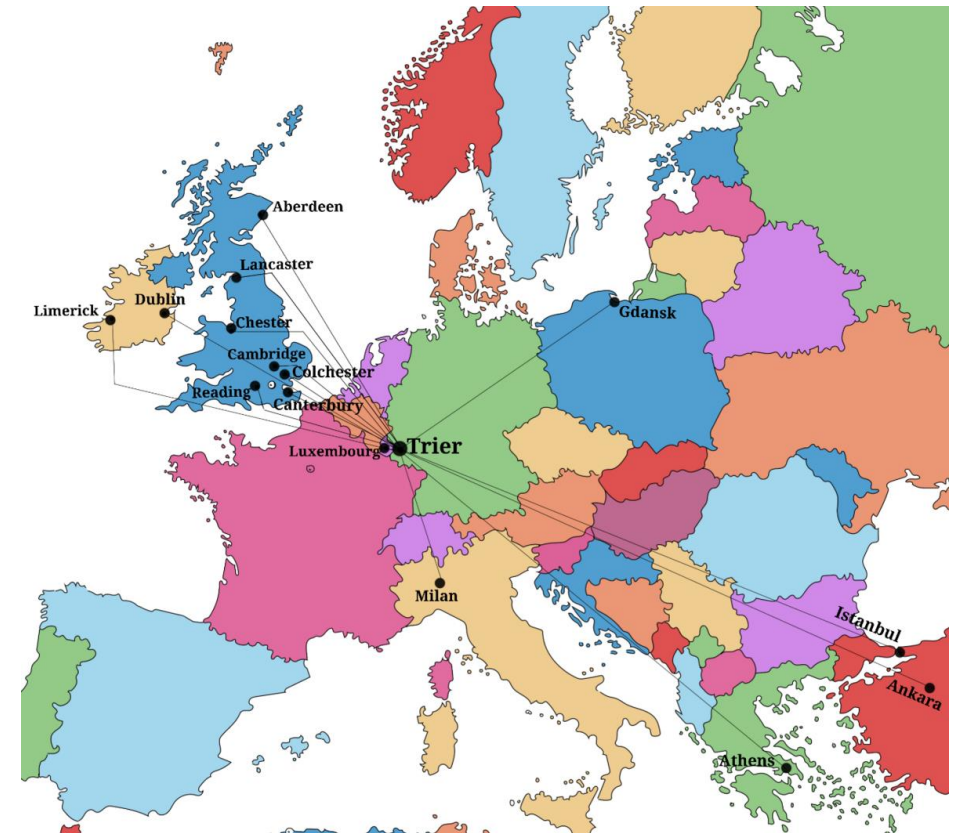 Aberdeen
Lancaster
Dublin
Limerick
Gdansk
Chester
Cambridge
Colchester
Reading
Canterbury
Trier
Luxembourg
Milan
Istanbul
Ankara
Athens